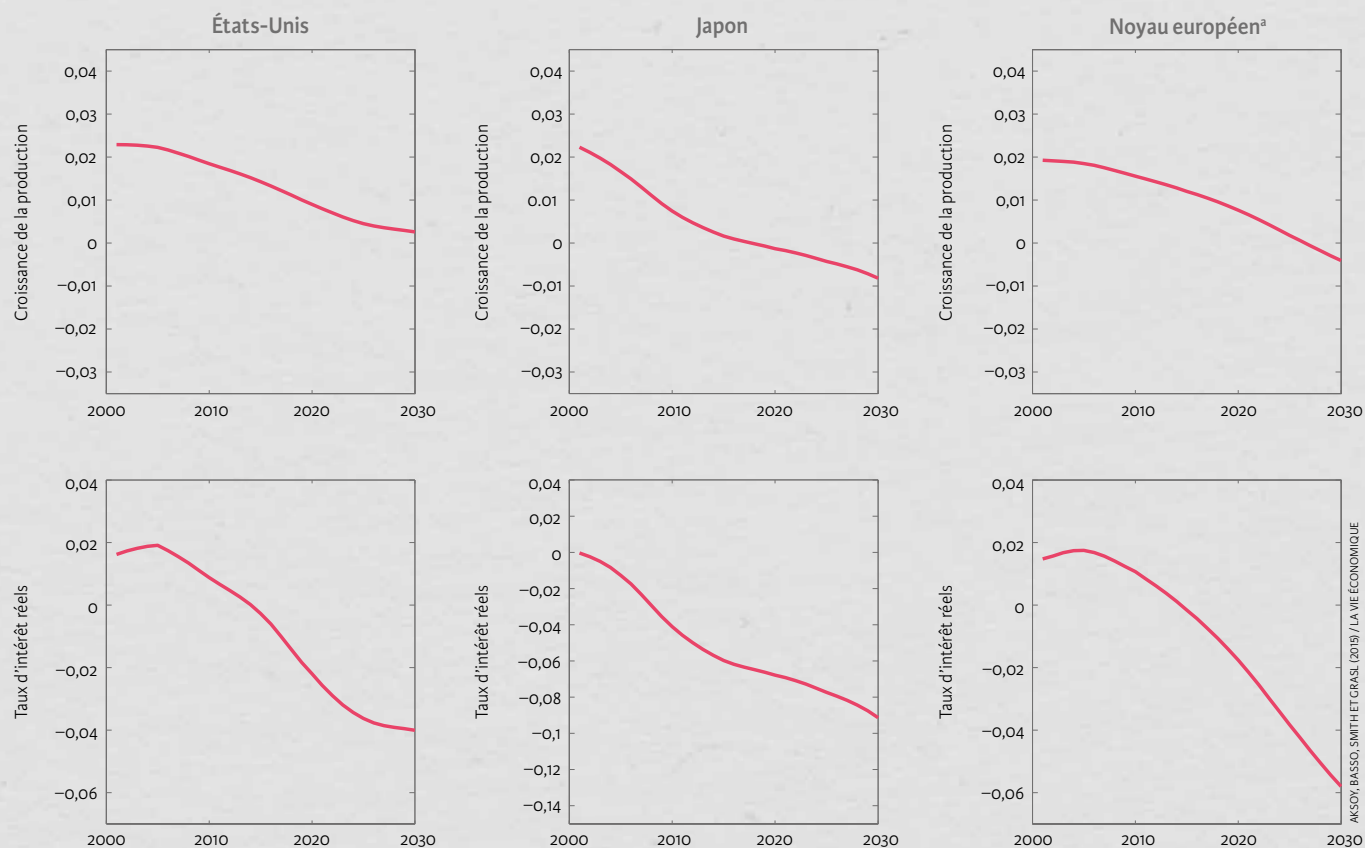 États-Unis
Japon
Noyau européenᵃ
Croissance de la production
0,04
0,03
0,02
0,01
0
−0,01
−0,02
−0,03
2000 2010 2020 2030
Croissance de la production
0,04
0,03
0,02
0,01
0
−0,01
−0,02
−0,03
2000 2010 2020 2030
Croissance de la production
0,04
0,03
0,02
0,01
0
−0,01
−0,02
−0,03
2000 2010 2020 2030
Taux d’intérêt réels
0,04
0,02
0
−0,02
−0,04
−0,06
2000 2010 2020 2030
Taux d’intérêt réels
0,04
0,02
0
−0,02
−0,04
−0,06
−0,08
−0,1
−0,12
−0,14
2000 2010 2020 2030
Taux d’intérêt réels
0,04
0,02
0
−0,02
−0,04
−0,06
2000 2010 2020 2030
AKSOY, BASSO, SMITH ET GRASL (2015) / LA VIE ÉCONOMIQUE